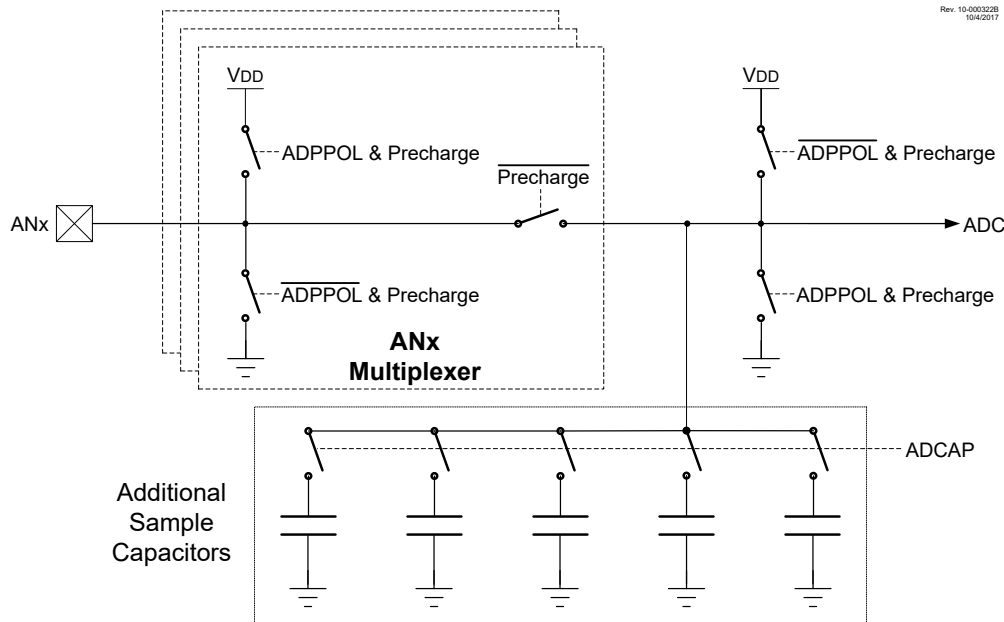 Rev. 10-000322B
10/4/2017
VDD
VDD
ADPPOL & Precharge
ADPPOL & Precharge
Precharge
ANx
ADC
ADPPOL & Precharge
ADPPOL & Precharge
ANx
Multiplexer
ADCAP
Additional
Sample
Capacitors